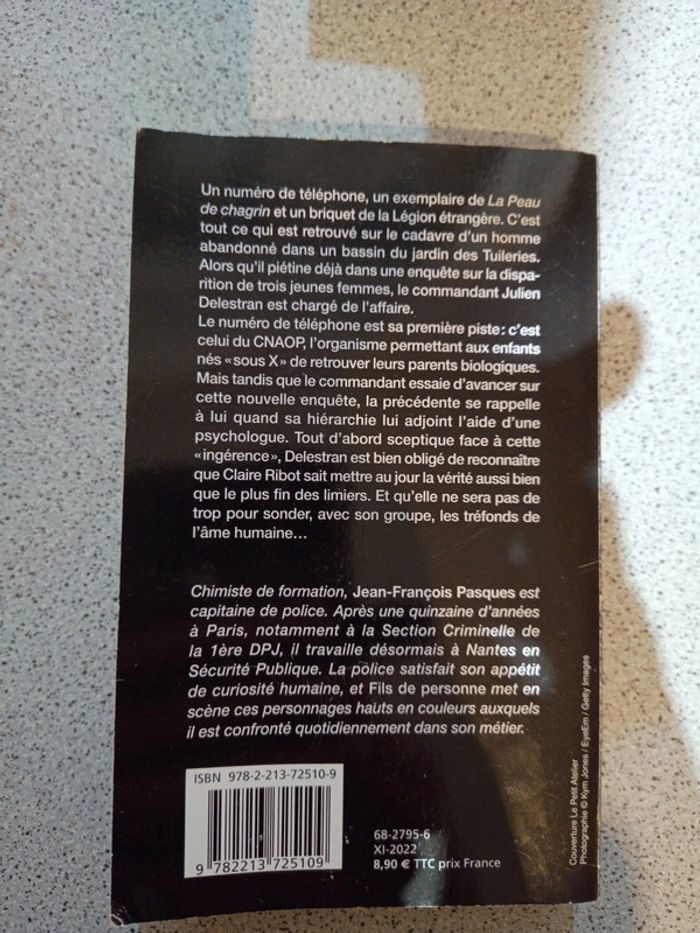 Un numéro de téléphone, un exemplaire de La Peau
de chagrin et un briquet de la Légion étrangère. C'est
tout ce qui est retrouvé sur le cadavre d'un homme
abandonné dans un bassin du jardin des Tuileries.
Alors qu'il piétine déjà dans une enquête sur la dispa-
rition de trois jeunes femmes, le commandant Julien
Delestran est chargé de l'affaire.
Le numéro de téléphone est sa première piste : c'est
celui du CNAOP, l'organisme permettant aux enfants
nés « sous X » de retrouver leurs parents biologiques.
Mais tandis que le commandant essaie d'avancer sur
cette nouvelle enquête, la précédente se rappelle
à lui quand sa hiérarchie lui adjoint l'aide d'une
psychologue. Tout d'abord sceptique face à cette
« ingérence », Delestran est bien obligé de reconnaître
que Claire Ribot sait mettre au jour la vérité aussi bien
que le plus fin des limiers. Et qu'elle ne sera pas de
trop pour sonder, avec son groupe, les tréfonds de
l'âme humaine...
Chimiste de formation, Jean-François Pasques est
capitaine de police. Après une quinzaine d'années
à Paris, notamment à la Section Criminelle de
la 1ère DPJ, il travaille désormais à Nantes en
Sécurité Publique. La police satisfait son appétit
de curiosité humaine, et Fils de personne met en
scène ces personnages hauts en couleurs auxquels
il est confronté quotidiennement dans son métier.
ISBN 978-2-213-72510-9
9 782213 725109
68-2795-6
XI-2022
8,90 € TTC prix France
Couverture Le Petit Atelier
Photographie © Kym Jones / EyeEm / Getty Images